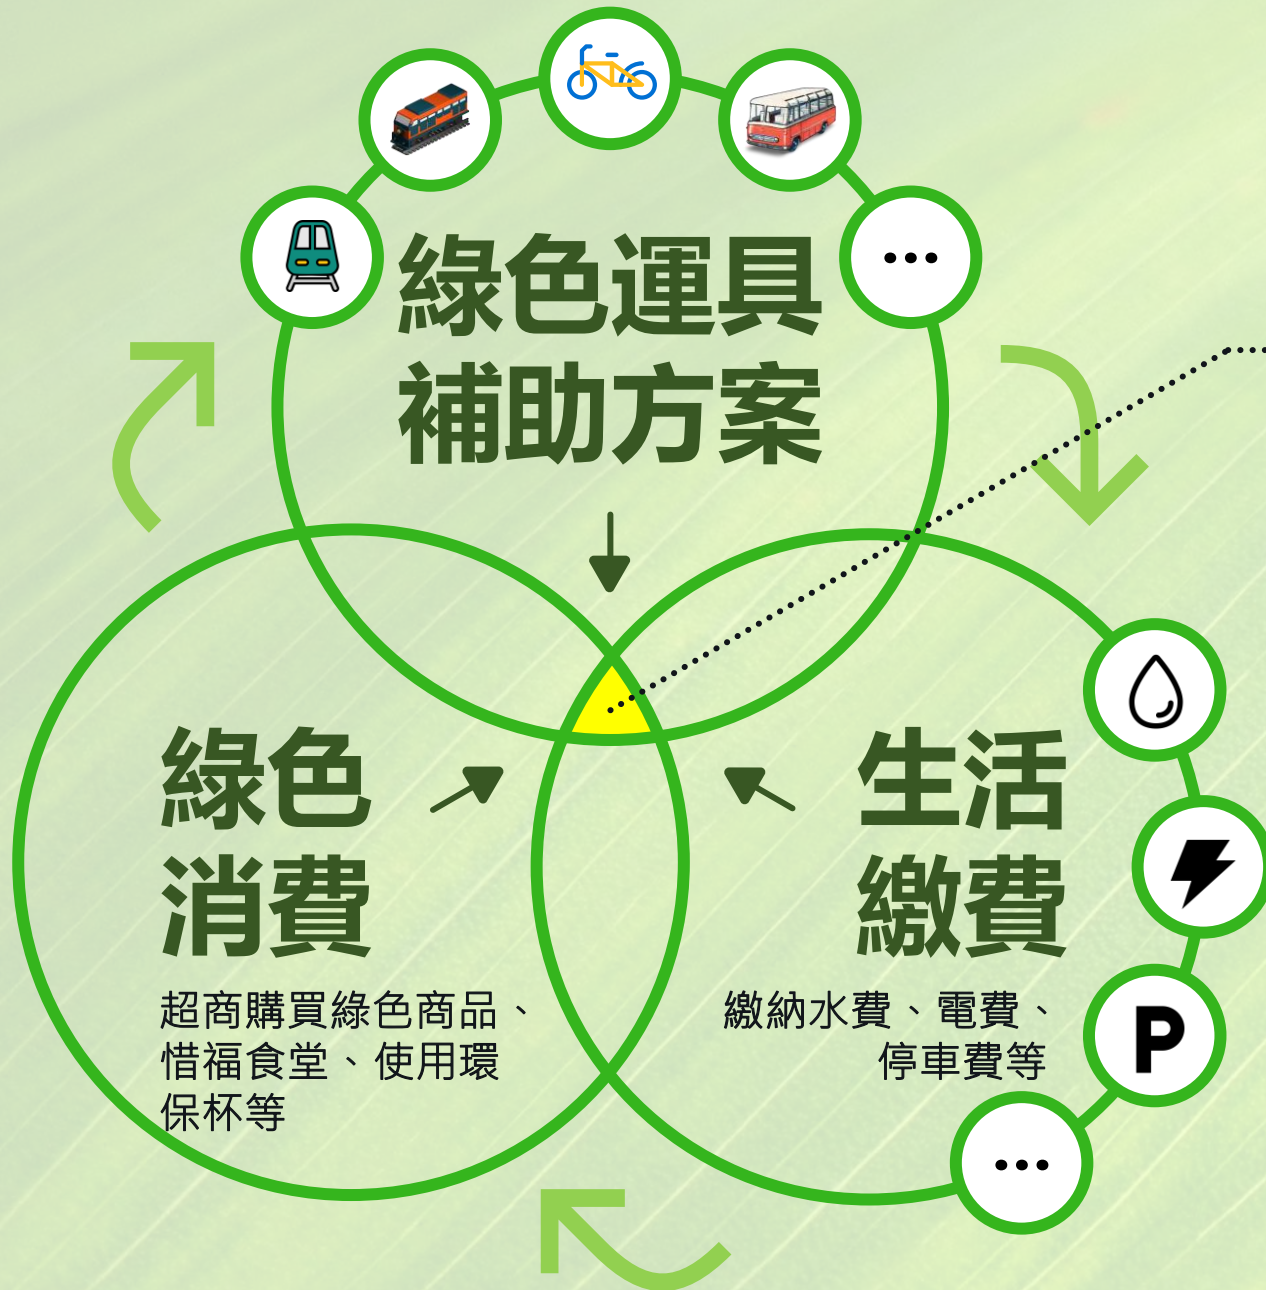 綠色運具
補助方案
綠色
消費
超商購買綠色商品、
惜福食堂、使用環
保杯等
生活
繳費
繳納水費、電費、
停車費等
P